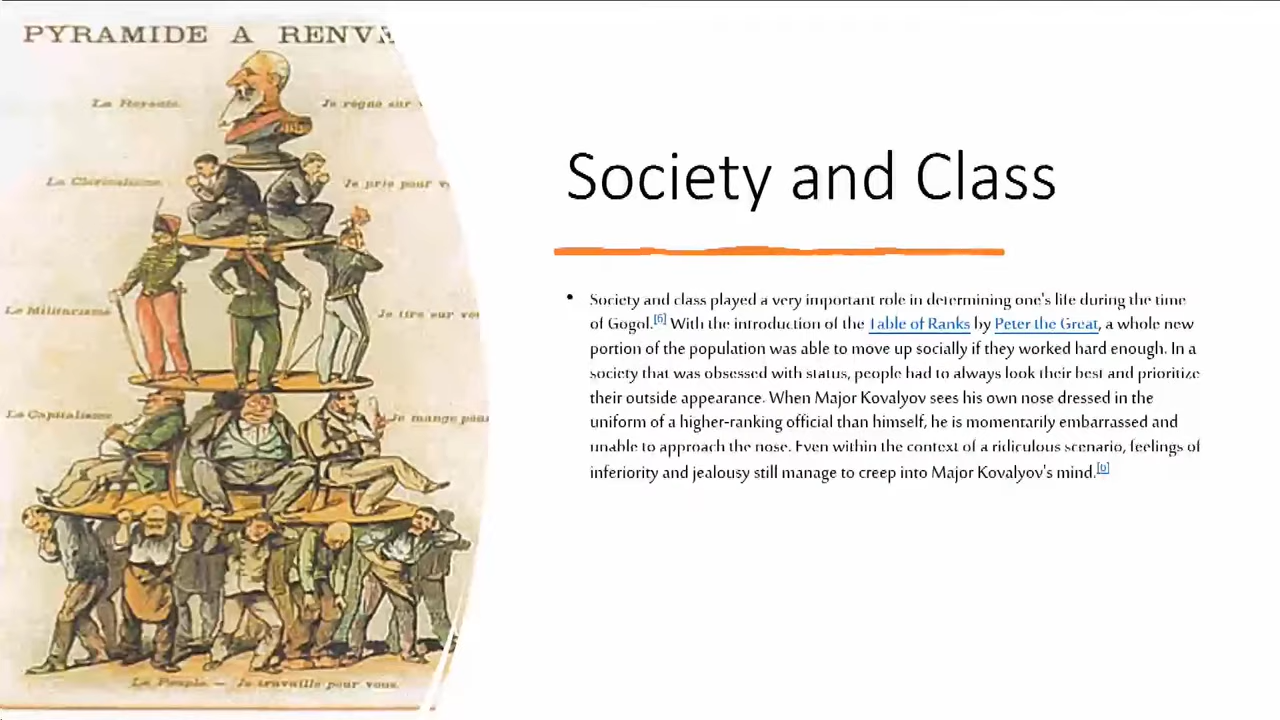 PYRAMIDE A RENVE
La Royauté.
Je règne sur v
Le Cléricalisme.
Je prie pour v
Le Militarisme
Je tire sur vo
Le Capitalisme
Je mange pour
Le Peuple. — Je travaille pour vous.
Society and Class
• Society and class played a very important role in determining one's life during the time
of Gogol.[6] With the introduction of the Table of Ranks by Peter the Great, a whole new
portion of the population was able to move up socially if they worked hard enough. In a
society that was obsessed with status, people had to always look their best and prioritize
their outside appearance. When Major Kovalyov sees his own nose dressed in the
uniform of a higher-ranking official than himself, he is momentarily embarrassed and
unable to approach the nose. Even within the context of a ridiculous scenario, feelings of
inferiority and jealousy still manage to creep into Major Kovalyov's mind.[6]